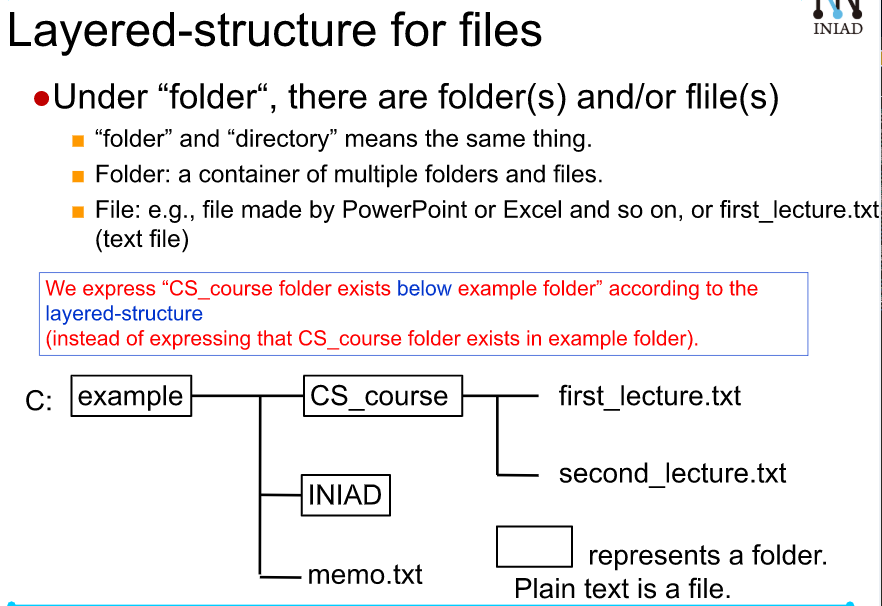 INIAD
Layered-structure for files
●Under “folder“, there are folder(s) and/or flile(s)
■ “folder” and “directory” means the same thing.
■ Folder: a container of multiple folders and files.
■ File: e.g., file made by PowerPoint or Excel and so on, or first_lecture.txt
(text file)
We express “CS_course folder exists below example folder” according to the
layered-structure
(instead of expressing that CS_course folder exists in example folder).
C: example CS_course first_lecture.txt
second_lecture.txt
INIAD
represents a folder.
memo.txt
Plain text is a file.